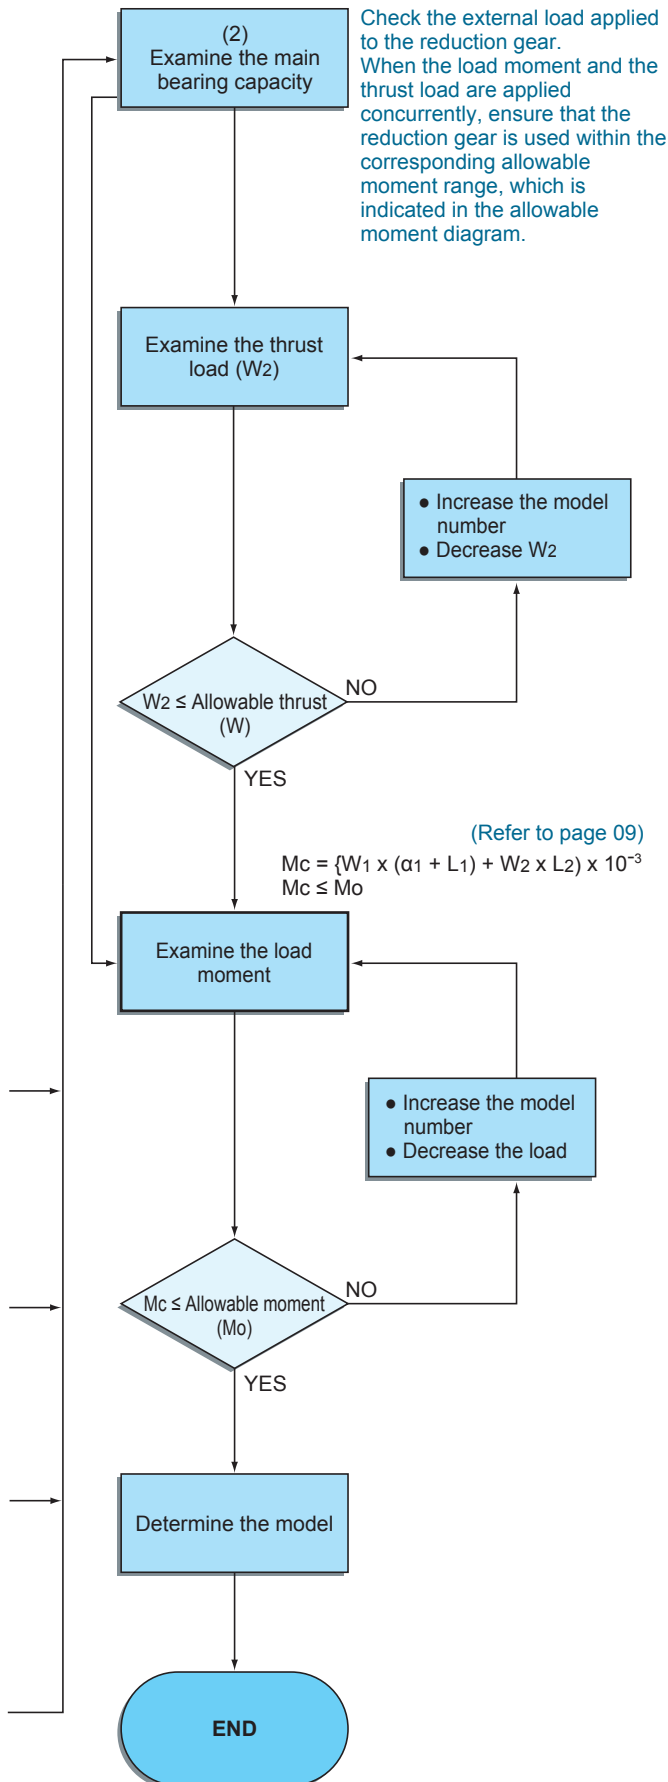 (2)
Examine the main
bearing capacity
Check the external load applied
to the reduction gear.
When the load moment and the
thrust load are applied
concurrently, ensure that the
reduction gear is used within the
corresponding allowable
moment range, which is
indicated in the allowable
moment diagram.
Examine the thrust
load (W2)
● Increase the model
number
● Decrease W2
W2 ≤ Allowable thrust
(W)
NO
YES
(Refer to page 09)
Mc = {W1 x (α1 + L1) + W2 x L2) x 10⁻³
Mc ≤ Mo
Examine the load
moment
● Increase the model
number
● Decrease the load
Mc ≤ Allowable moment
(Mo)
NO
YES
Determine the model
END